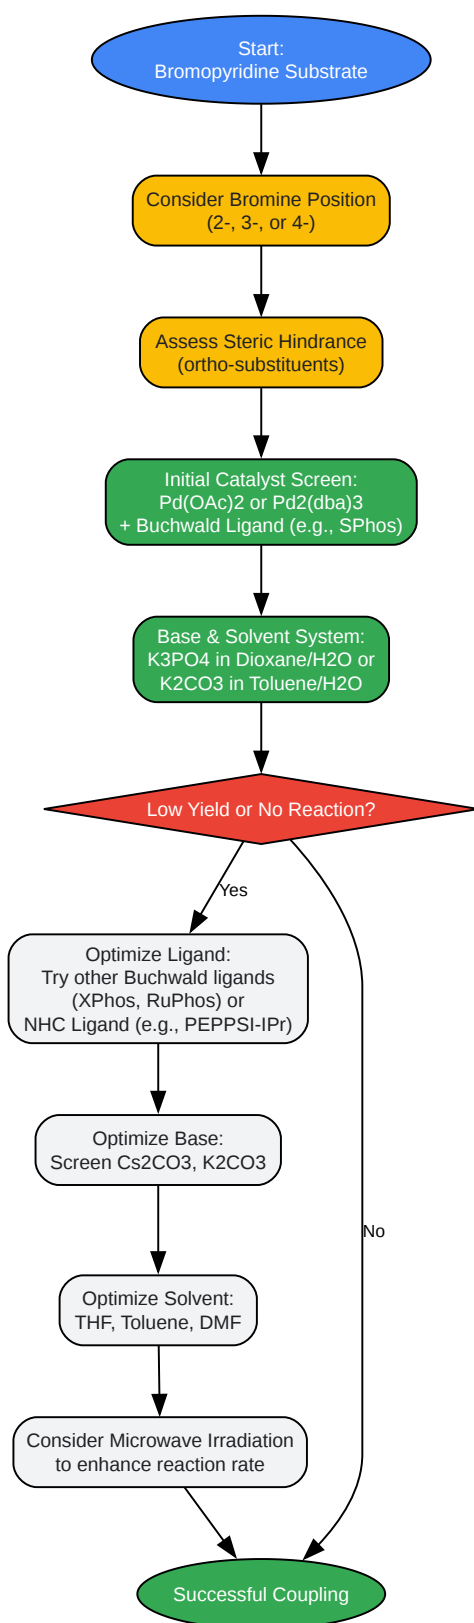 Start:
Bromopyridine Substrate
Consider Bromine Position
(2-, 3-, or 4-)
Assess Steric Hindrance
(ortho-substituents)
Initial Catalyst Screen:
Pd(OAc)2 or Pd2(dba)3
+ Buchwald Ligand (e.g., SPhos)
Base & Solvent System:
K3PO4 in Dioxane/H2O or
K2CO3 in Toluene/H2O
Low Yield or No Reaction?
Yes
Optimize Ligand:
Try other Buchwald ligands
(XPhos, RuPhos) or
NHC Ligand (e.g., PEPPSI-IPr)
Optimize Base:
Screen Cs2CO3, K2CO3
No
Optimize Solvent:
THF, Toluene, DMF
Consider Microwave Irradiation
to enhance reaction rate
Successful Coupling